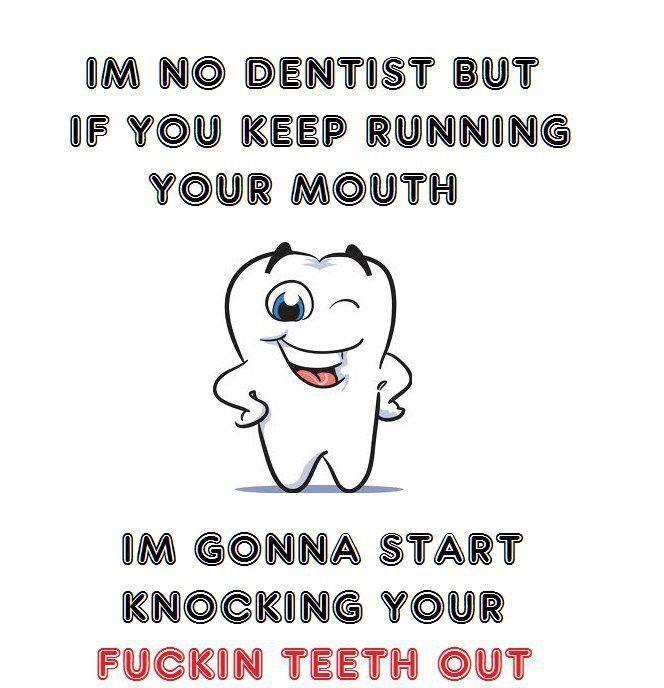 IM NO DENTIST BUT
IF YOU KEEP RUNNING
YOUR MOUTH
IM GONNA START
KNOCKING YOUR
FUCKIN TEETH OUT